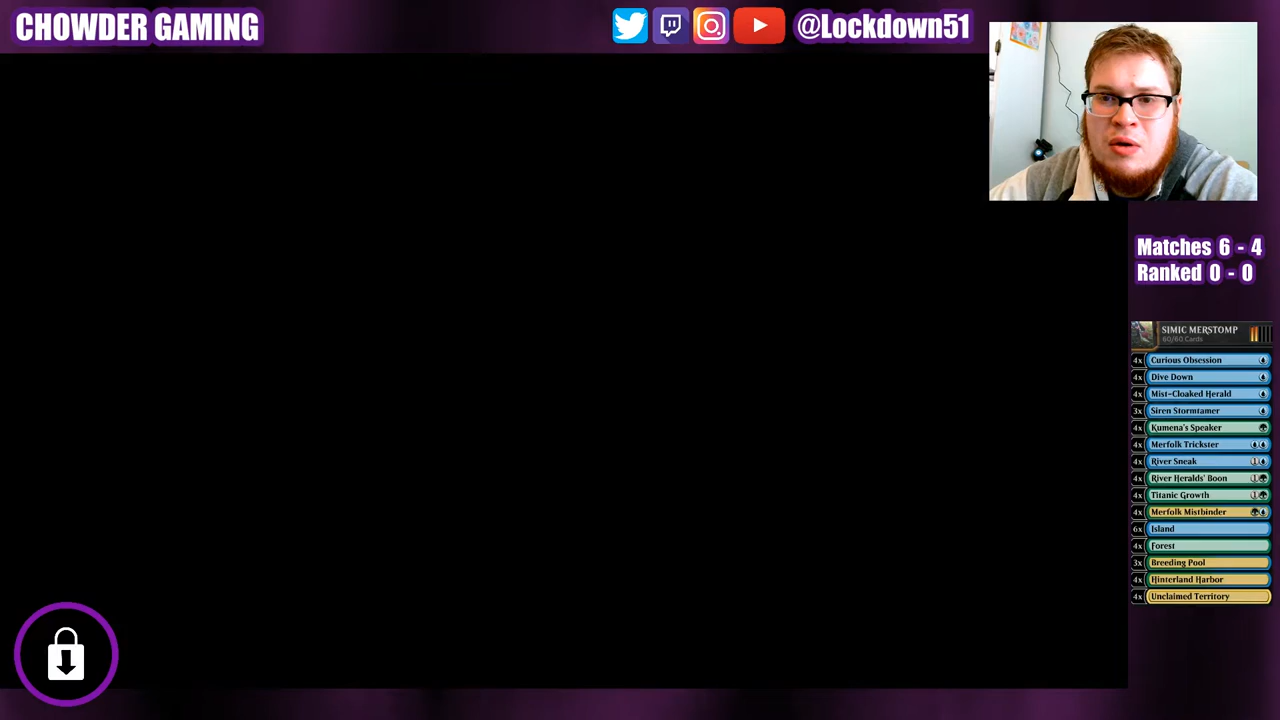 CHOWDER GAMING
@Lockdown51
Matches 6 - 4
Ranked 0 - 0
SIMIC MERSTOMP
60/60 Cards
4x Curious Obsession
4x Dive Down
4x Mist-Cloaked Herald
3x Siren Stormtamer
4x Kumena's Speaker
4x Merfolk Trickster
4x River Sneak 1
4x River Heralds' Boon 1
4x Titanic Growth 1
4x Merfolk Mistbinder
6x Island
4x Forest
3x Breeding Pool
4x Hinterland Harbor
4x Unclaimed Territory